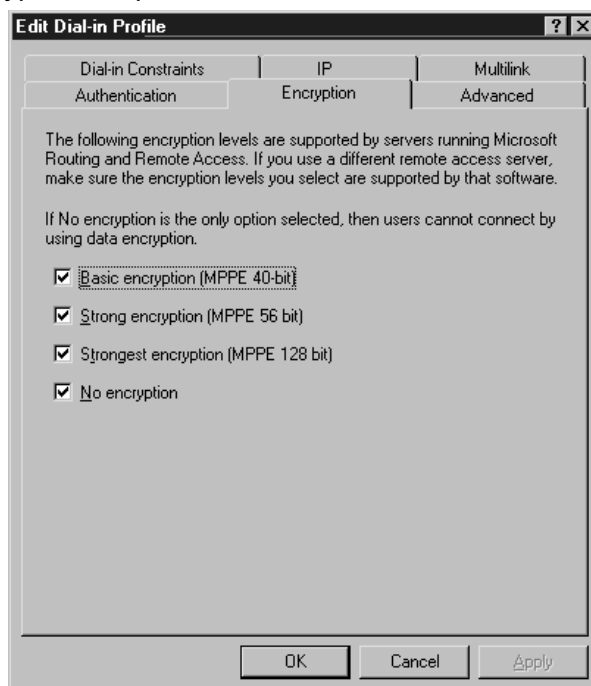 Edit Dial-in Profile
Dial-in Constraints IP Multilink
Authentication Encryption Advanced
The following encryption levels are supported by servers running Microsoft
Routing and Remote Access. If you use a different remote access server,
make sure the encryption levels you select are supported by that software.
If No encryption is the only option selected, then users cannot connect by
using data encryption.
Basic encryption (MPPE 40-bit)
Strong encryption (MPPE 56 bit)
Strongest encryption (MPPE 128 bit)
No encryption
OK Cancel Apply